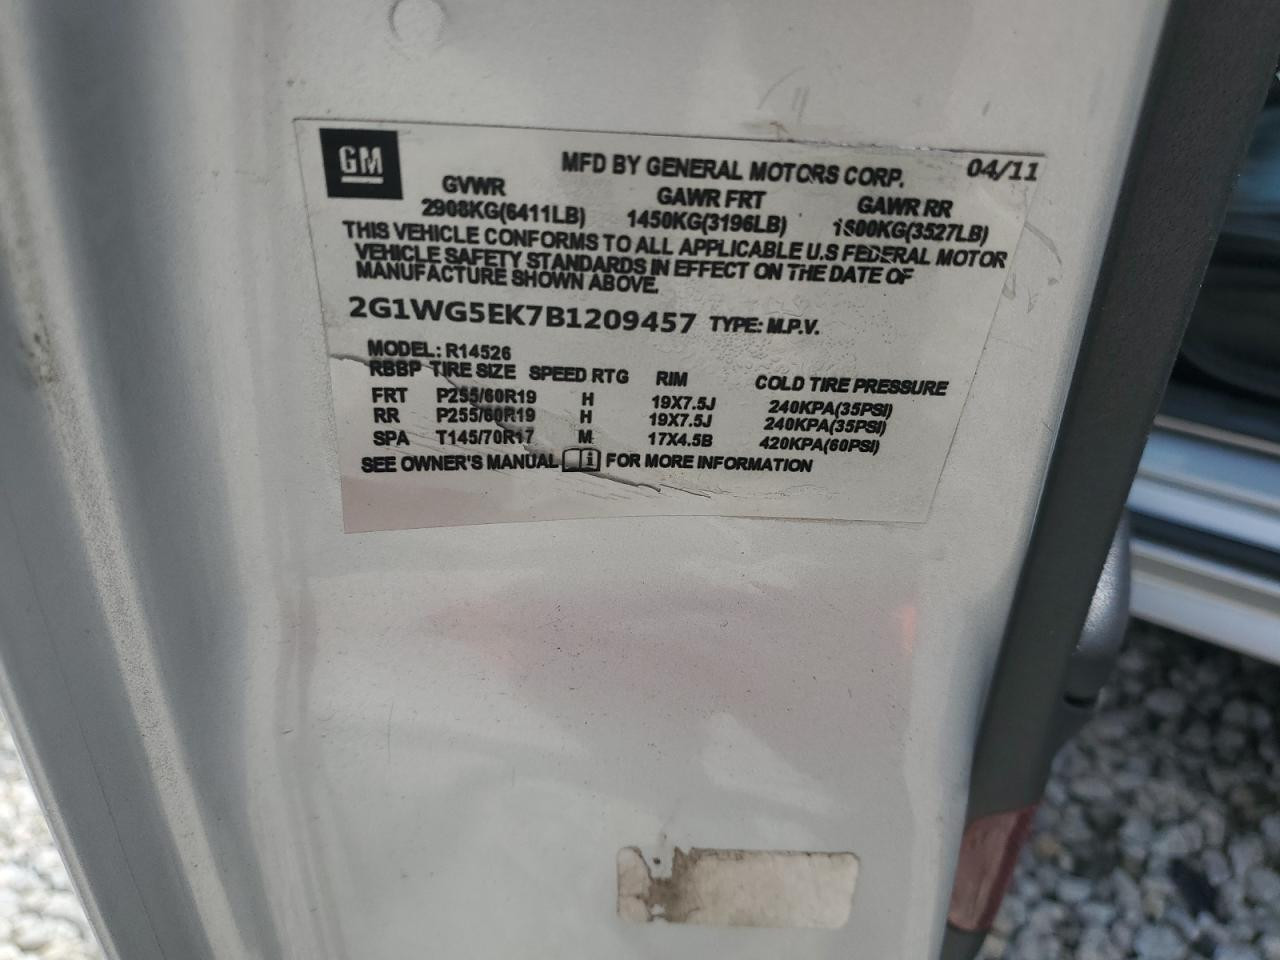 GM
MFD BY GENERAL MOTORS CORP. 04/11
GVWR GAWR FRT GAWR RR
2908KG(6411LB) 1450KG(3196LB) 1600KG(3527LB)
THIS VEHICLE CONFORMS TO ALL APPLICABLE U.S FEDERAL MOTOR
VEHICLE SAFETY STANDARDS IN EFFECT ON THE DATE OF
MANUFACTURE SHOWN ABOVE.
2G1WG5EK7B1209457 TYPE: M.P.V.
MODEL: R14526
RBBP TIRE SIZE SPEED RTG RIM COLD TIRE PRESSURE
FRT P255/60R19 H 19X7.5J 240KPA(35PSI)
RR P255/60R19 H 19X7.5J 240KPA(35PSI)
SPA T145/70R17 M 17X4.5B 420KPA(60PSI)
SEE OWNER'S MANUAL i FOR MORE INFORMATION